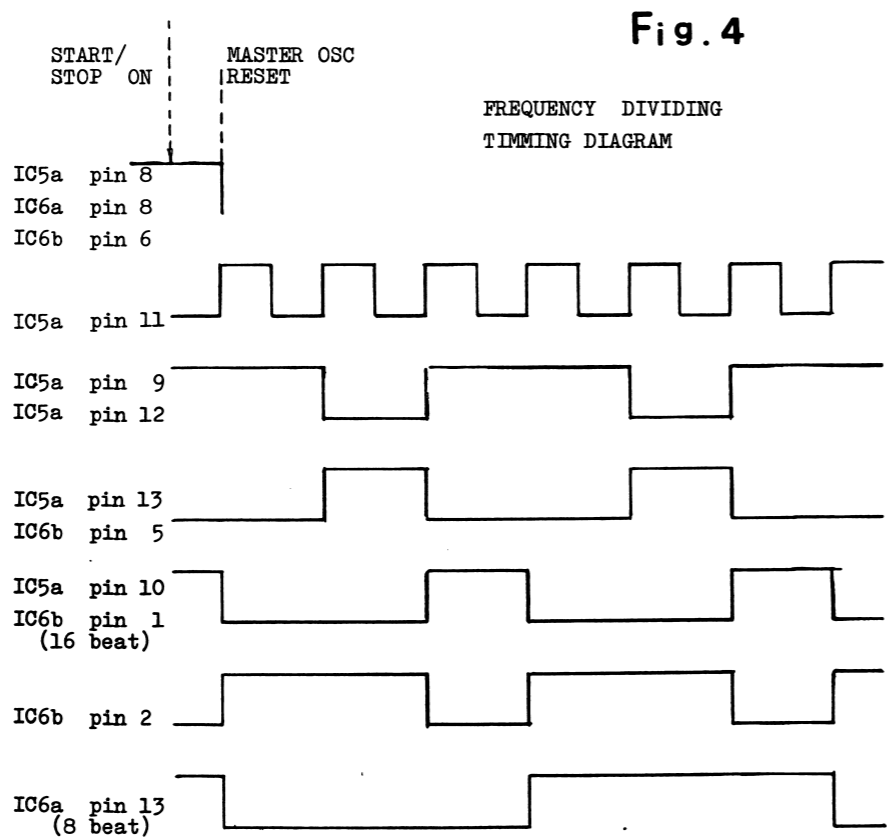 Fig. 4
START/
STOP ON
MASTER OSC
RESET
FREQUENCY DIVIDING
TIMMING DIAGRAM
IC5a pin 8
IC6a pin 8
IC6b pin 6
IC5a pin 11
IC5a pin 9
IC5a pin 12
IC5a pin 13
IC6b pin 5
IC5a pin 10
IC6b pin 1
(16 beat)
IC6b pin 2
IC6a pin 13
(8 beat)